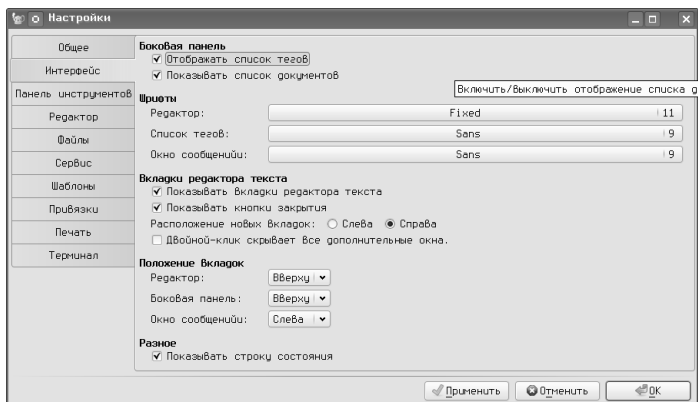 Настройки
Общее
Интерфейс
Панель инструментов
Редактор
Файлы
Сервис
Шаблоны
Привязки
Печать
Терминал
Боковая панель
Отображать список тегов
Показывать список документов
Включить/Выключить отображение списка д
Шрифты
Редактор: Fixed 11
Список тегов: Sans 9
Окно сообщений: Sans 9
Вкладки редактора текста
Показывать вкладки редактора текста
Показывать кнопки закрытия
Расположение новых вкладок: Слева Справа
Двойной-клик скрывает все дополнительные окна.
Положение вкладок
Редактор: Вверху
Боковая панель: Вверху
Окно сообщений: Слева
Разное
Показывать строку состояния
Применить Отменить OK